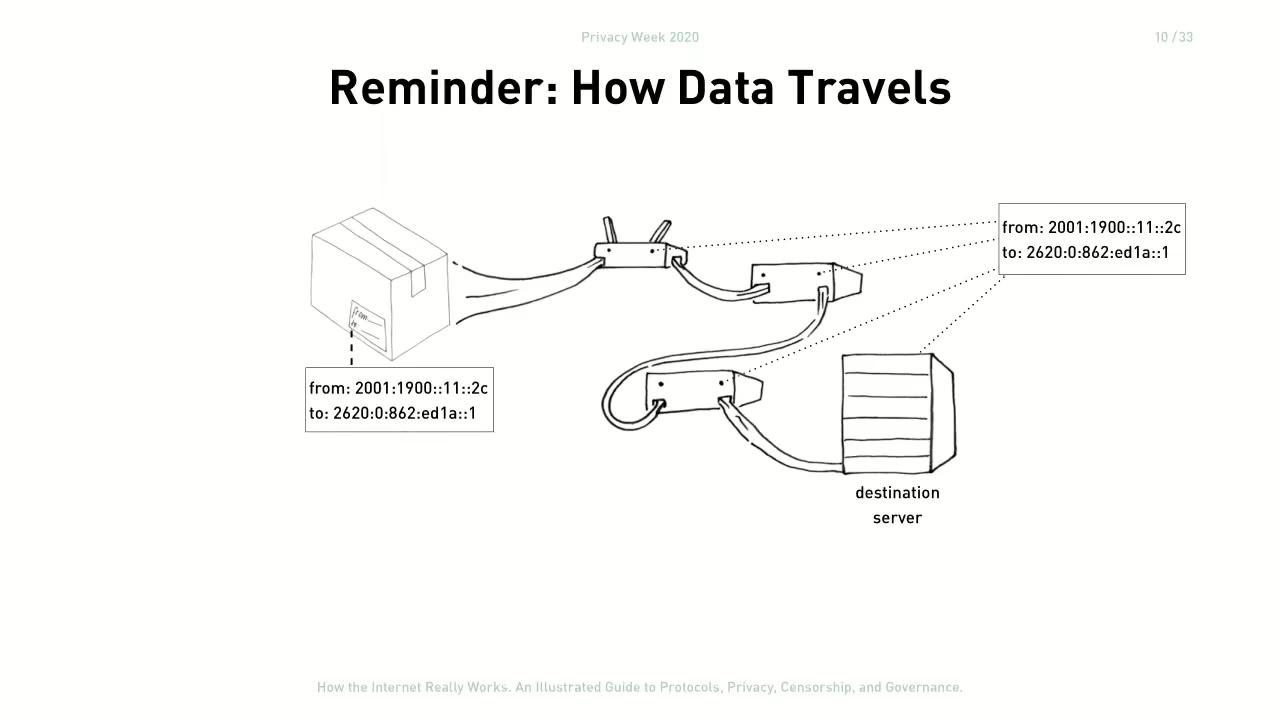 Privacy Week 2020
10 / 33
Reminder: How Data Travels
from: 2001:1900::11::2c
to: 2620:0:862:ed1a::1
from
to:
from: 2001:1900::11::2c
to: 2620:0:862:ed1a::1
destination
server
How the Internet Really Works. An Illustrated Guide to Protocols, Privacy, Censorship, and Governance.